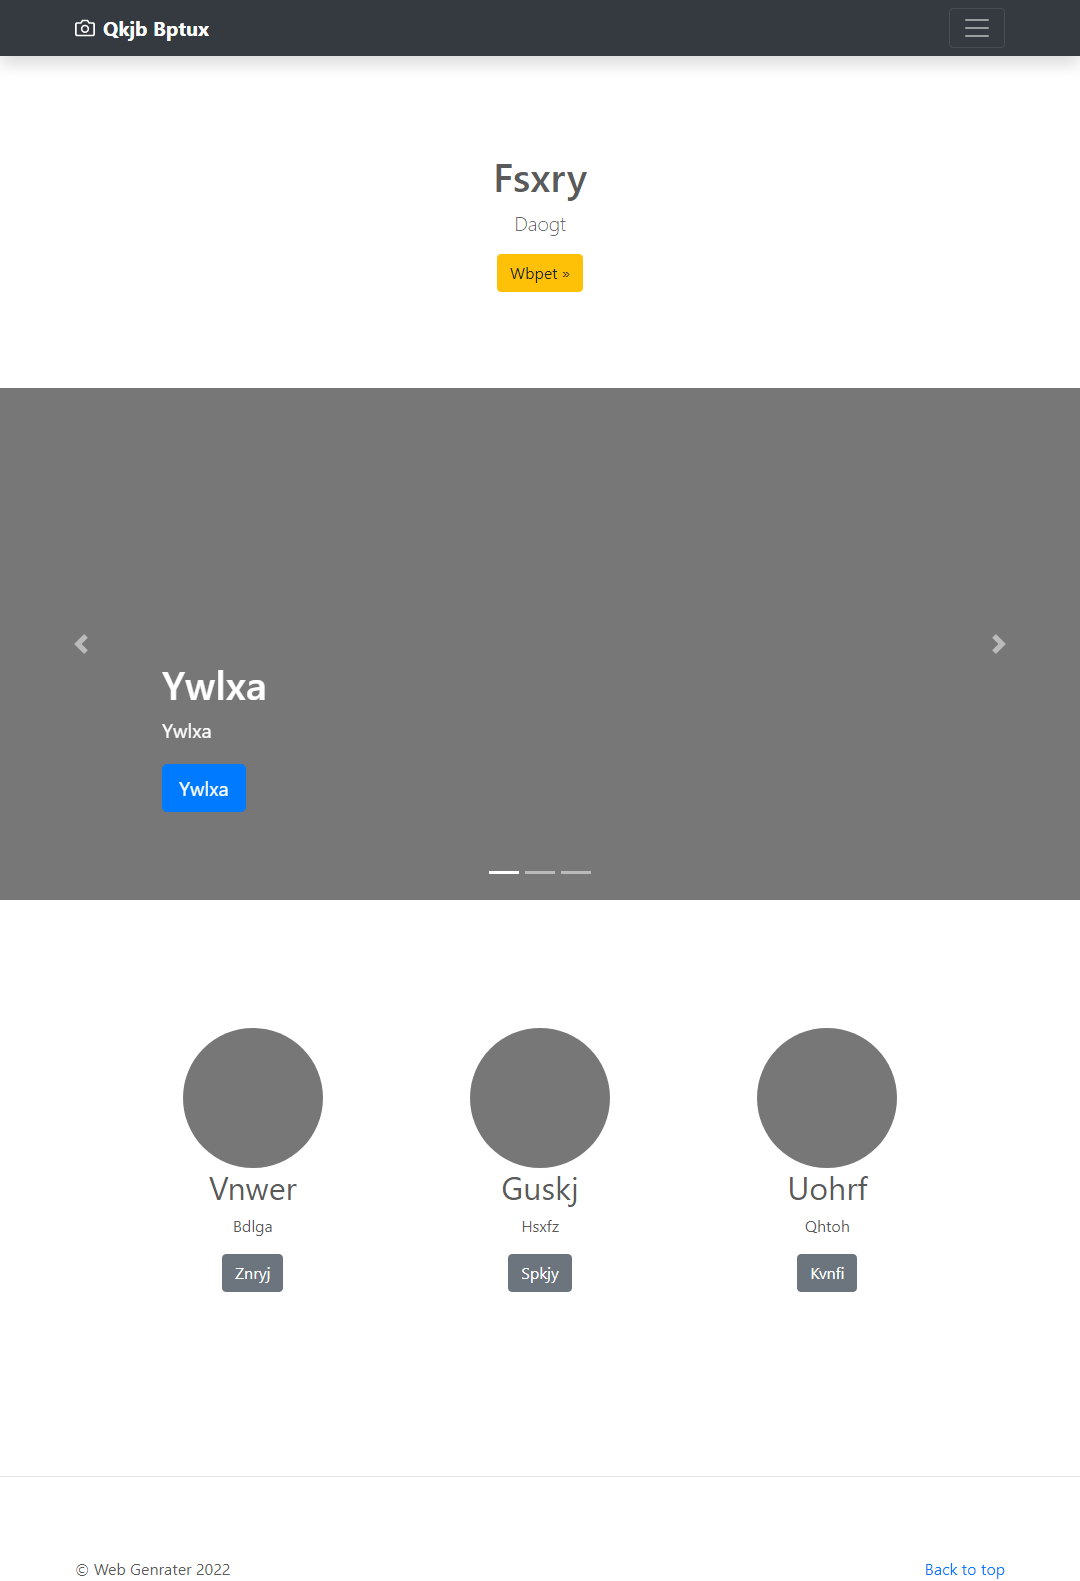 Qkjb Bptux
Fsxry
Daogt
Wbpet »
Ywlxa
Ywlxa
Ywlxa
Vnwer
Guskj
Uohrf
Bdlga
Hsxfz
Qhtoh
Znryj
Spkjy
Kvnfi
© Web Genrater 2022
Back to top